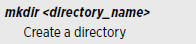 mkdir <directory_name>
Create a directory